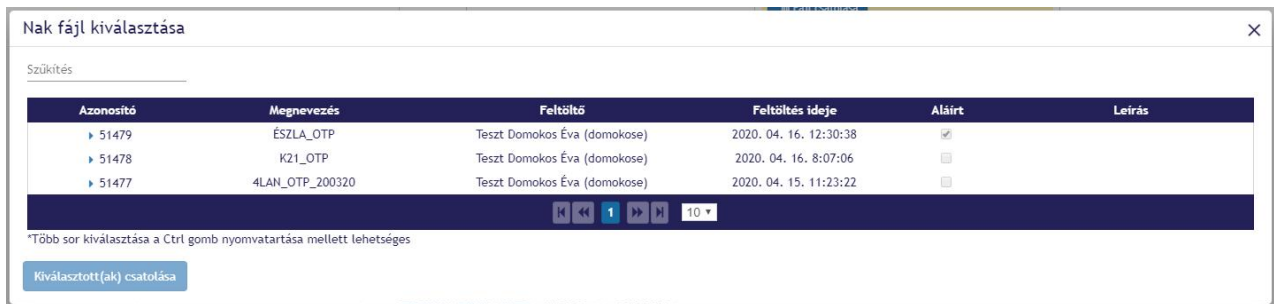 Fájl csatolása
Nak fájl kiválasztása
Szűkítés
Azonosító Megnevezés Feltöltő Feltöltés ideje Aláírt Leírás
51479 ÉSZLA_OTP Teszt Domokos Éva (domokose) 2020. 04. 16. 12:30:38
51478 K21_OTP Teszt Domokos Éva (domokose) 2020. 04. 16. 8:07:06
51477 4LAN_OTP_200320 Teszt Domokos Éva (domokose) 2020. 04. 15. 11:23:22
1 10
*Több sor kiválasztása a Ctrl gomb nyomvatartása mellett lehetséges
Kiválasztott(ak) csatolása